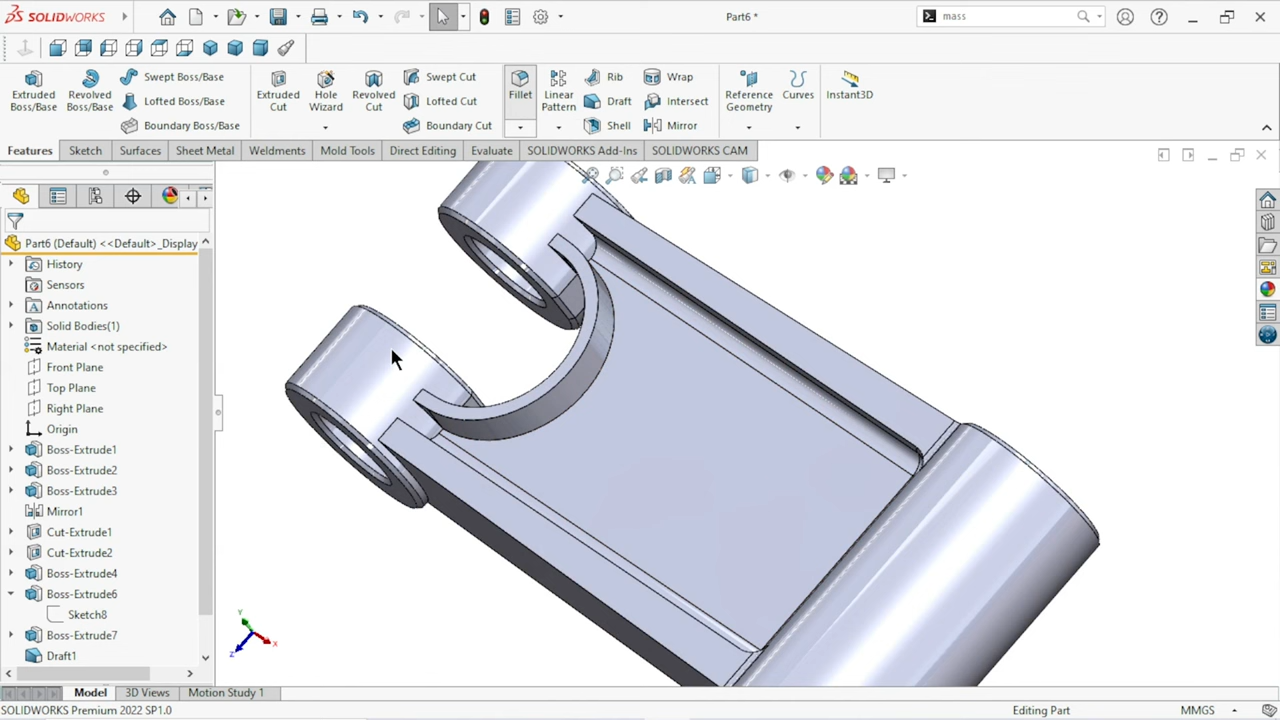 SOLIDWORKS
Part6 *
mass
Extruded Boss/Base
Revolved Boss/Base
Swept Boss/Base
Lofted Boss/Base
Boundary Boss/Base
Extruded Cut
Hole Wizard
Revolved Cut
Swept Cut
Lofted Cut
Boundary Cut
Fillet
Linear Pattern
Rib
Draft
Shell
Wrap
Intersect
Mirror
Reference Geometry
Curves
Instant3D
Features
Sketch
Surfaces
Sheet Metal
Weldments
Mold Tools
Direct Editing
Evaluate
SOLIDWORKS Add-Ins
SOLIDWORKS CAM
Part6 (Default) <<Default>_Display
History
Sensors
Annotations
Solid Bodies(1)
Material <not specified>
Front Plane
Top Plane
Right Plane
Origin
Boss-Extrude1
Boss-Extrude2
Boss-Extrude3
Mirror1
Cut-Extrude1
Cut-Extrude2
Boss-Extrude4
Boss-Extrude6
Sketch8
Boss-Extrude7
Draft1
Y
X
Z
Model
3D Views
Motion Study 1
SOLIDWORKS Premium 2022 SP1.0
Editing Part
MMGS